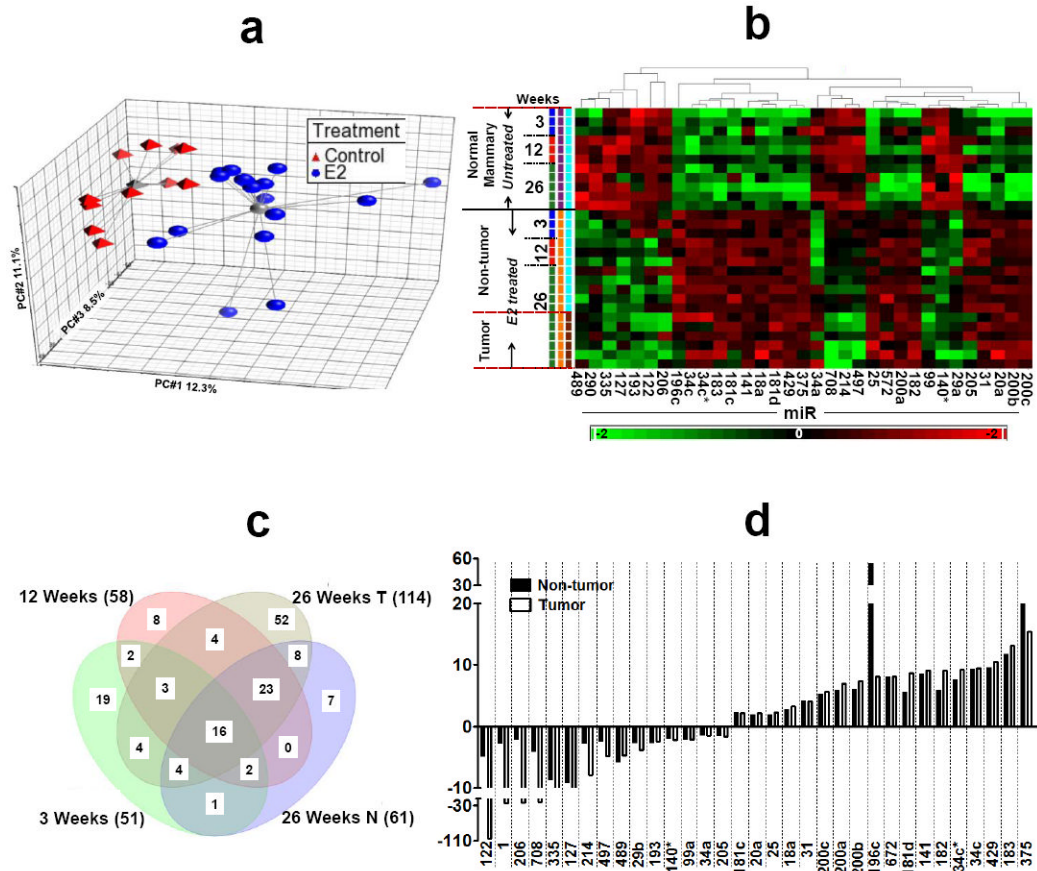 a
Treatment
Control
E2
PC#2 11.1%
PC#3 8.5%
PC#1 12.3%
b
Weeks
Normal
Mammary
Untreated
3
12
26
Non-tumor
Tumor
E2 treated
3
12
26
489
290
335
127
193
122
206
196c
34c
34c*
183
181c
141
18a
181d
429
375
34a
708
214
497
25
572
200a
182
99
140*
29a
205
31
20a
200b
200c
miR
-2 0 -2
c
12 Weeks (58)
26 Weeks T (114)
8
4
52
2
8
19
3
23
7
16
4
0
4
2
1
3 Weeks (51)
26 Weeks N (61)
d
60
30
20
10
0
-10
-30
-110
Non-tumor
Tumor
122
1
206
708
335
127
214
497
489
29b
193
140*
99a
34a
205
181c
20a
25
18a
31
200c
200a
200b
196c
672
181d
141
182
34c*
34c
429
183
375